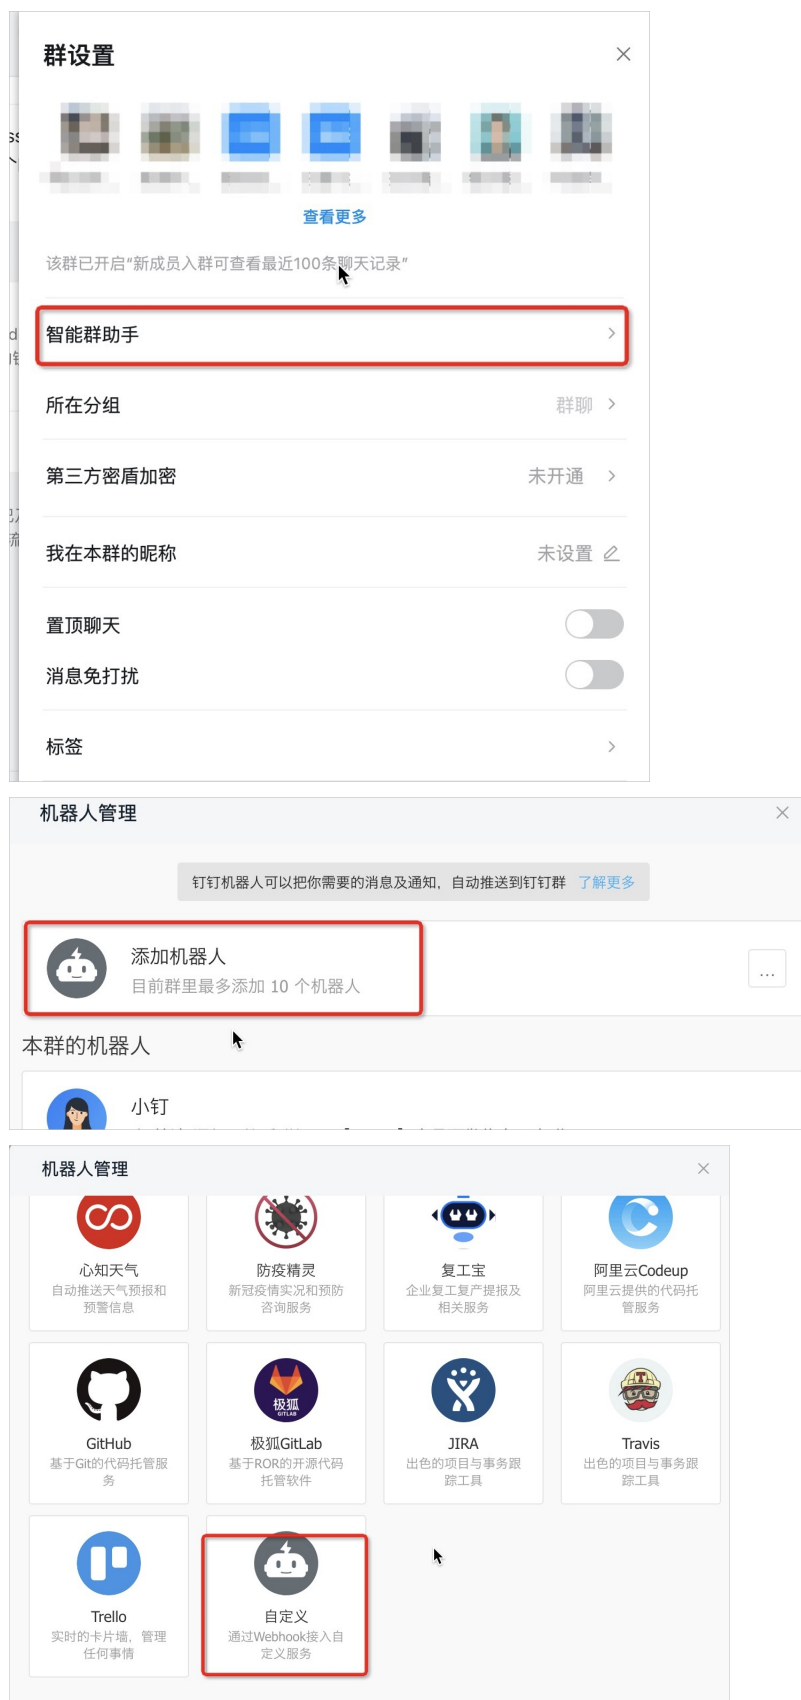 群设置
查看更多
该群已开启“新成员入群可查看最近100条聊天记录”
智能群助手
所在分组 群聊
第三方密盾加密 未开通
我在本群的昵称 未设置
置顶聊天
消息免打扰
标签
机器人管理
钉钉机器人可以把你需要的消息及通知，自动推送到钉钉群 了解更多
添加机器人
目前群里最多添加 10 个机器人
...
本群的机器人
小钉
机器人管理
心知天气
自动推送天气预报和
预警信息
防疫精灵
新冠疫情实况和预防
咨询服务
复工宝
企业复工复产提报及
相关服务
阿里云Codeup
阿里云提供的代码托
管服务
GitHub
基于Git的代码托管服
务
极狐
GITLAB
极狐GitLab
基于ROR的开源代码
托管软件
JIRA
出色的项目与事务跟
踪工具
T
Travis
出色的项目与事务跟
踪工具
Trello
实时的卡片墙，管理
任何事情
自定义
通过Webhook接入自
定义服务